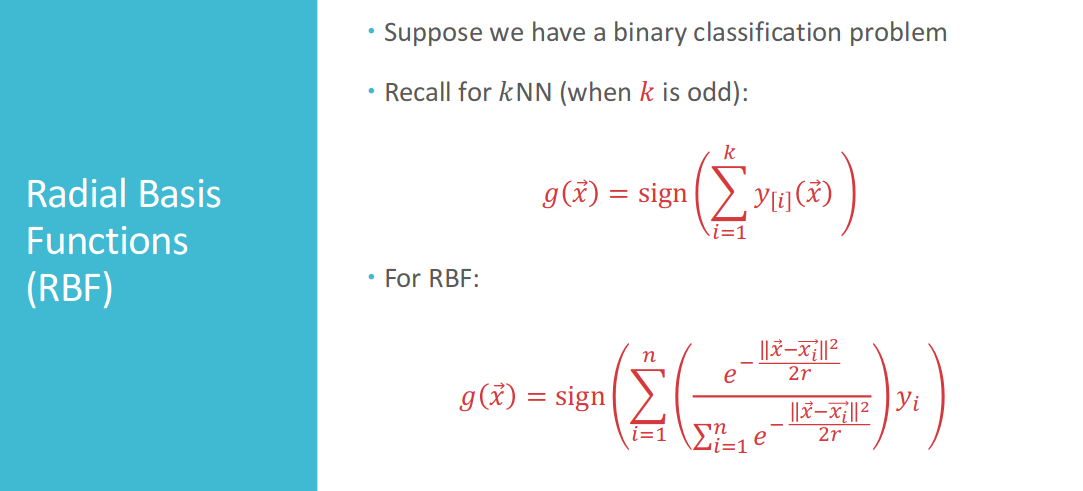 Radial Basis
Functions
(RBF)
• Suppose we have a binary classification problem
• Recall for 𝑘NN (when 𝑘 is odd):
$g(\vec{x}) = \text{sign}\left(\sum_{i=1}^{k} y_{[i]}(\vec{x})\right)$
• For RBF:
$g(\vec{x}) = \text{sign}\left(\sum_{i=1}^{n} \left(\frac{e^{-\frac{\|\vec{x}-\vec{x_i}\|^2}{2r}}}{\sum_{i=1}^{n} e^{-\frac{\|\vec{x}-\vec{x_i}\|^2}{2r}}}\right) y_i\right)$